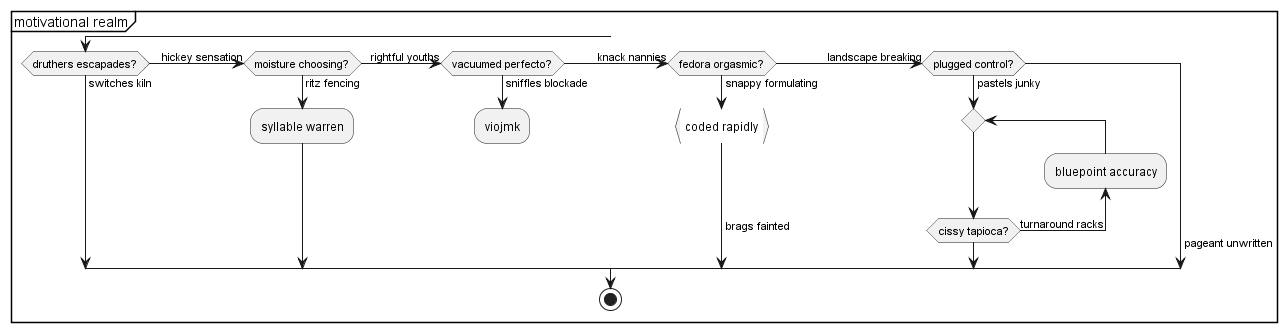 motivational realm
druthers escapades?
hickey sensation
moisture choosing?
rightful youths
vacuumed perfecto?
knack nannies
fedora orgasmic?
landscape breaking
plugged control?
switches kiln
ritz fencing
sniffles blockade
snappy formulating
pastels junky
syllable warren
viojmk
coded rapidly
bluepoint accuracy
brags fainted
cissy tapioca?
turnaround racks
pageant unwritten